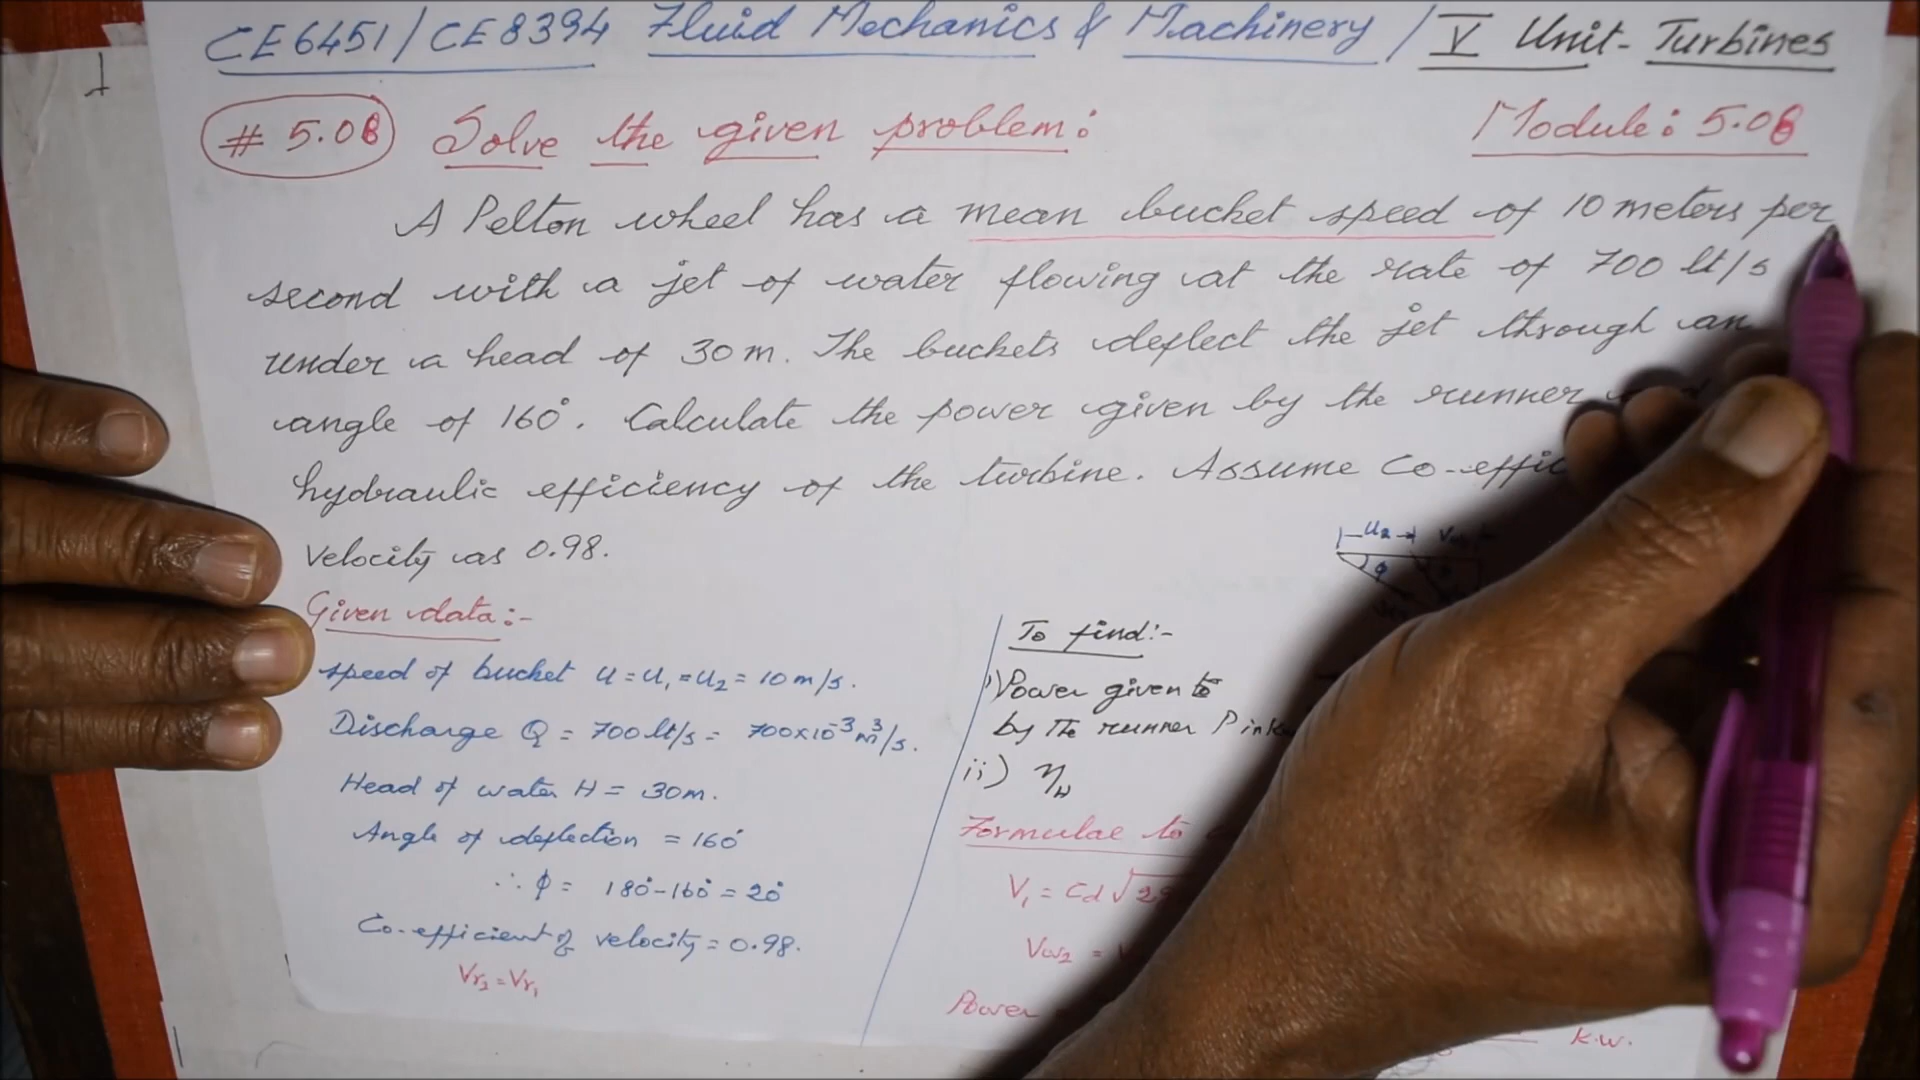 CE6451/CE8394 Fluid Mechanics & Machinery / V Unit - Turbines
# 5.08 Solve the given problem: Module: 5.08
A Pelton wheel has a mean bucket speed of 10 meters per
second with a jet of water flowing at the rate of 700 lt/s
under a head of 30 m. The buckets deflect the jet through an
angle of 160°. Calculate the power given by the runner
hydraulic efficiency of the turbine. Assume Co-effic
Velocity as 0.98.
U2
φ
Given data:-
Speed of bucket U = U1 = U2 = 10 m/s.
Discharge Q = 700 lt/s = 700x10^-3 m^3/s.
Head of water H = 30m.
Angle of deflection = 160°
∴ φ = 180° - 160° = 20°
Co-efficient of velocity = 0.98.
Vr2 = Vr1
To find:-
i) Power given to
by the runner P in k
ii) ηH
Formulae to
V1 = Cd √2
Vw2 =
Power
K.W.